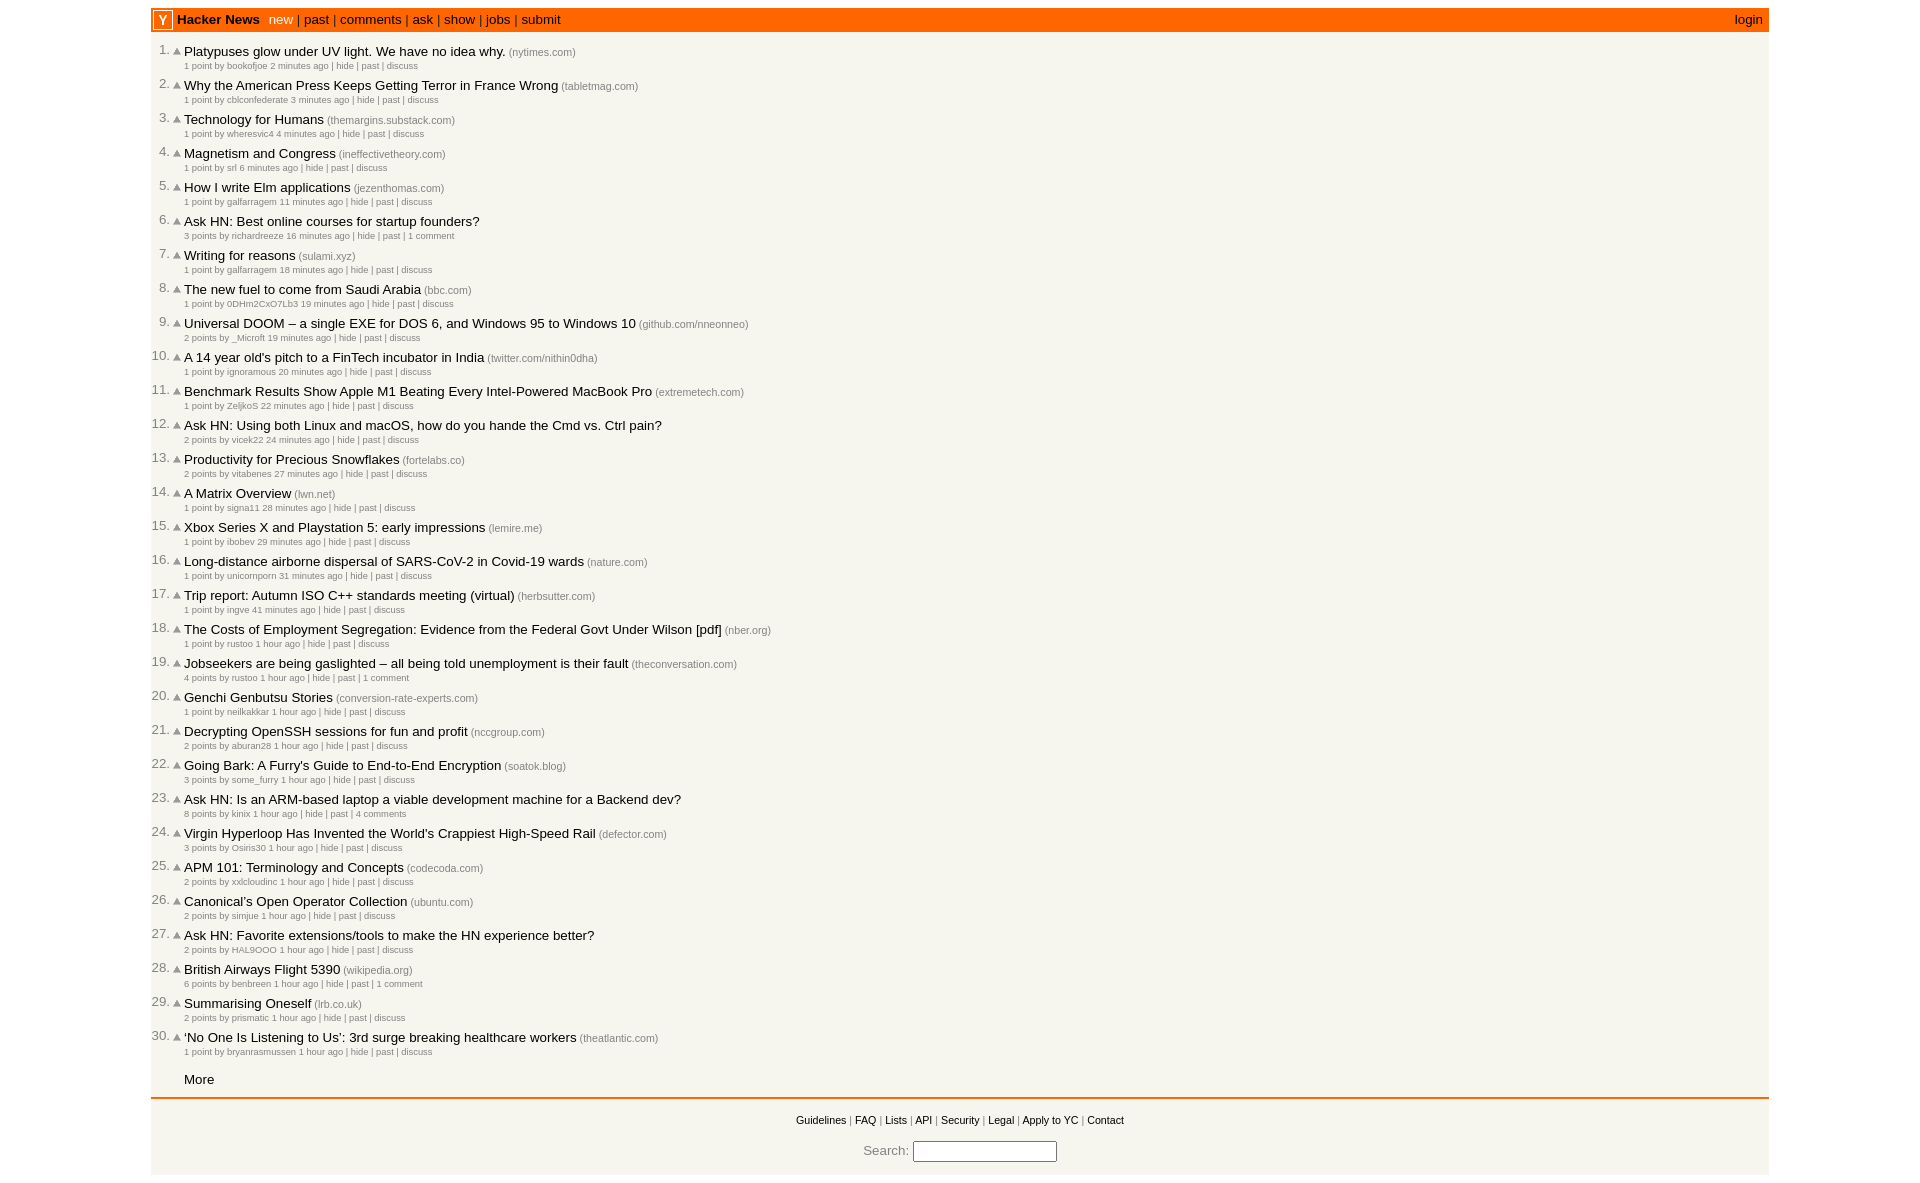 Y Hacker News new | past | comments | ask | show | jobs | submit login
1. Platypuses glow under UV light. We have no idea why. (nytimes.com)
1 point by bookofjoe 2 minutes ago | hide | past | discuss
2. Why the American Press Keeps Getting Terror in France Wrong (tabletmag.com)
1 point by cblconfederate 3 minutes ago | hide | past | discuss
3. Technology for Humans (themargins.substack.com)
1 point by wheresvic4 4 minutes ago | hide | past | discuss
4. Magnetism and Congress (ineffectivetheory.com)
1 point by srl 6 minutes ago | hide | past | discuss
5. How I write Elm applications (jezenthomas.com)
1 point by galfarragem 11 minutes ago | hide | past | discuss
6. Ask HN: Best online courses for startup founders?
3 points by richardreeze 16 minutes ago | hide | past | 1 comment
7. Writing for reasons (sulami.xyz)
1 point by galfarragem 18 minutes ago | hide | past | discuss
8. The new fuel to come from Saudi Arabia (bbc.com)
1 point by 0DHm2CxO7Lb3 19 minutes ago | hide | past | discuss
9. Universal DOOM – a single EXE for DOS 6, and Windows 95 to Windows 10 (github.com/nneonneo)
2 points by _Microft 19 minutes ago | hide | past | discuss
10. A 14 year old's pitch to a FinTech incubator in India (twitter.com/nithin0dha)
1 point by ignoramous 20 minutes ago | hide | past | discuss
11. Benchmark Results Show Apple M1 Beating Every Intel-Powered MacBook Pro (extremetech.com)
1 point by ZeljkoS 22 minutes ago | hide | past | discuss
12. Ask HN: Using both Linux and macOS, how do you hande the Cmd vs. Ctrl pain?
2 points by vicek22 24 minutes ago | hide | past | discuss
13. Productivity for Precious Snowflakes (fortelabs.co)
2 points by vitabenes 27 minutes ago | hide | past | discuss
14. A Matrix Overview (lwn.net)
1 point by signa11 28 minutes ago | hide | past | discuss
15. Xbox Series X and Playstation 5: early impressions (lemire.me)
1 point by ibobev 29 minutes ago | hide | past | discuss
16. Long-distance airborne dispersal of SARS-CoV-2 in Covid-19 wards (nature.com)
1 point by unicornporn 31 minutes ago | hide | past | discuss
17. Trip report: Autumn ISO C++ standards meeting (virtual) (herbsutter.com)
1 point by ingve 41 minutes ago | hide | past | discuss
18. The Costs of Employment Segregation: Evidence from the Federal Govt Under Wilson [pdf] (nber.org)
1 point by rustoo 1 hour ago | hide | past | discuss
19. Jobseekers are being gaslighted – all being told unemployment is their fault (theconversation.com)
4 points by rustoo 1 hour ago | hide | past | 1 comment
20. Genchi Genbutsu Stories (conversion-rate-experts.com)
1 point by neilkakkar 1 hour ago | hide | past | discuss
21. Decrypting OpenSSH sessions for fun and profit (nccgroup.com)
2 points by aburan28 1 hour ago | hide | past | discuss
22. Going Bark: A Furry's Guide to End-to-End Encryption (soatok.blog)
3 points by some_furry 1 hour ago | hide | past | discuss
23. Ask HN: Is an ARM-based laptop a viable development machine for a Backend dev?
8 points by kinix 1 hour ago | hide | past | 4 comments
24. Virgin Hyperloop Has Invented the World's Crappiest High-Speed Rail (defector.com)
3 points by Osiris30 1 hour ago | hide | past | discuss
25. APM 101: Terminology and Concepts (codecoda.com)
2 points by xxlcloudinc 1 hour ago | hide | past | discuss
26. Canonical’s Open Operator Collection (ubuntu.com)
2 points by simjue 1 hour ago | hide | past | discuss
27. Ask HN: Favorite extensions/tools to make the HN experience better?
2 points by HAL9OOO 1 hour ago | hide | past | discuss
28. British Airways Flight 5390 (wikipedia.org)
6 points by benbreen 1 hour ago | hide | past | 1 comment
29. Summarising Oneself (lrb.co.uk)
2 points by prismatic 1 hour ago | hide | past | discuss
30. ‘No One Is Listening to Us’: 3rd surge breaking healthcare workers (theatlantic.com)
1 point by bryanrasmussen 1 hour ago | hide | past | discuss
More
Guidelines | FAQ | Lists | API | Security | Legal | Apply to YC | Contact
Search: